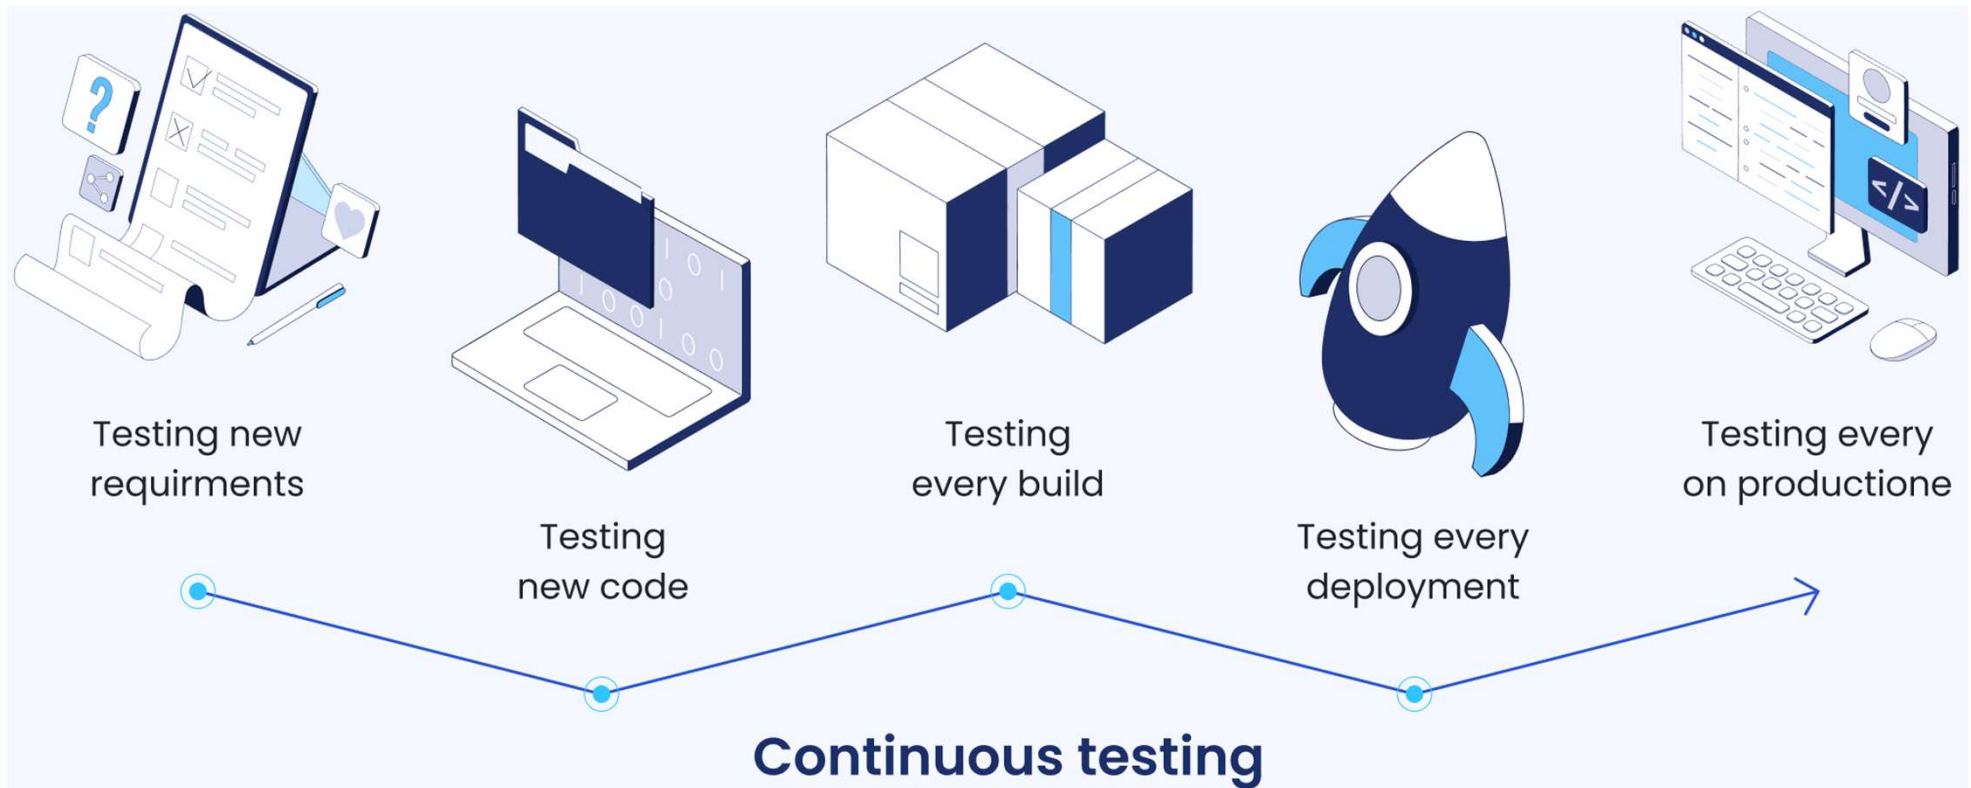 Testing new
requirments
Testing
new code
Testing
every build
Testing every
deployment
Testing every
on productione
Continuous testing